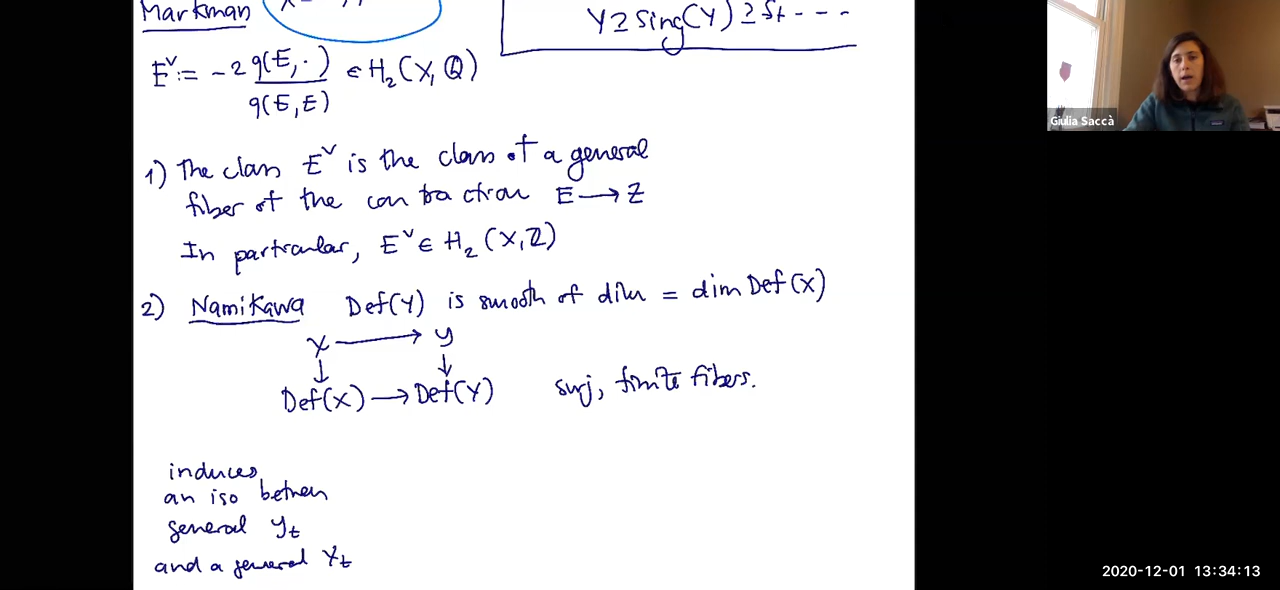 Markman
Y ⊇ Sing(Y) ⊇ St - - -
E^∨ := -2 q(E, ·) / q(E, E) ∈ H_2(X, ℚ)
1) The class E^∨ is the class of a general
fiber of the contraction E → Z
In particular, E^∨ ∈ H_2(X, ℤ)
2) Namikawa Def(Y) is smooth of dim = dim Def(X)
𝒳 → 𝒴
↓ ↓
Def(X) → Def(Y) surj, finite fibers.
induces
an iso betwen
general Y_t
and a general X_t
Giulia Saccà
2020-12-01 13:34:13